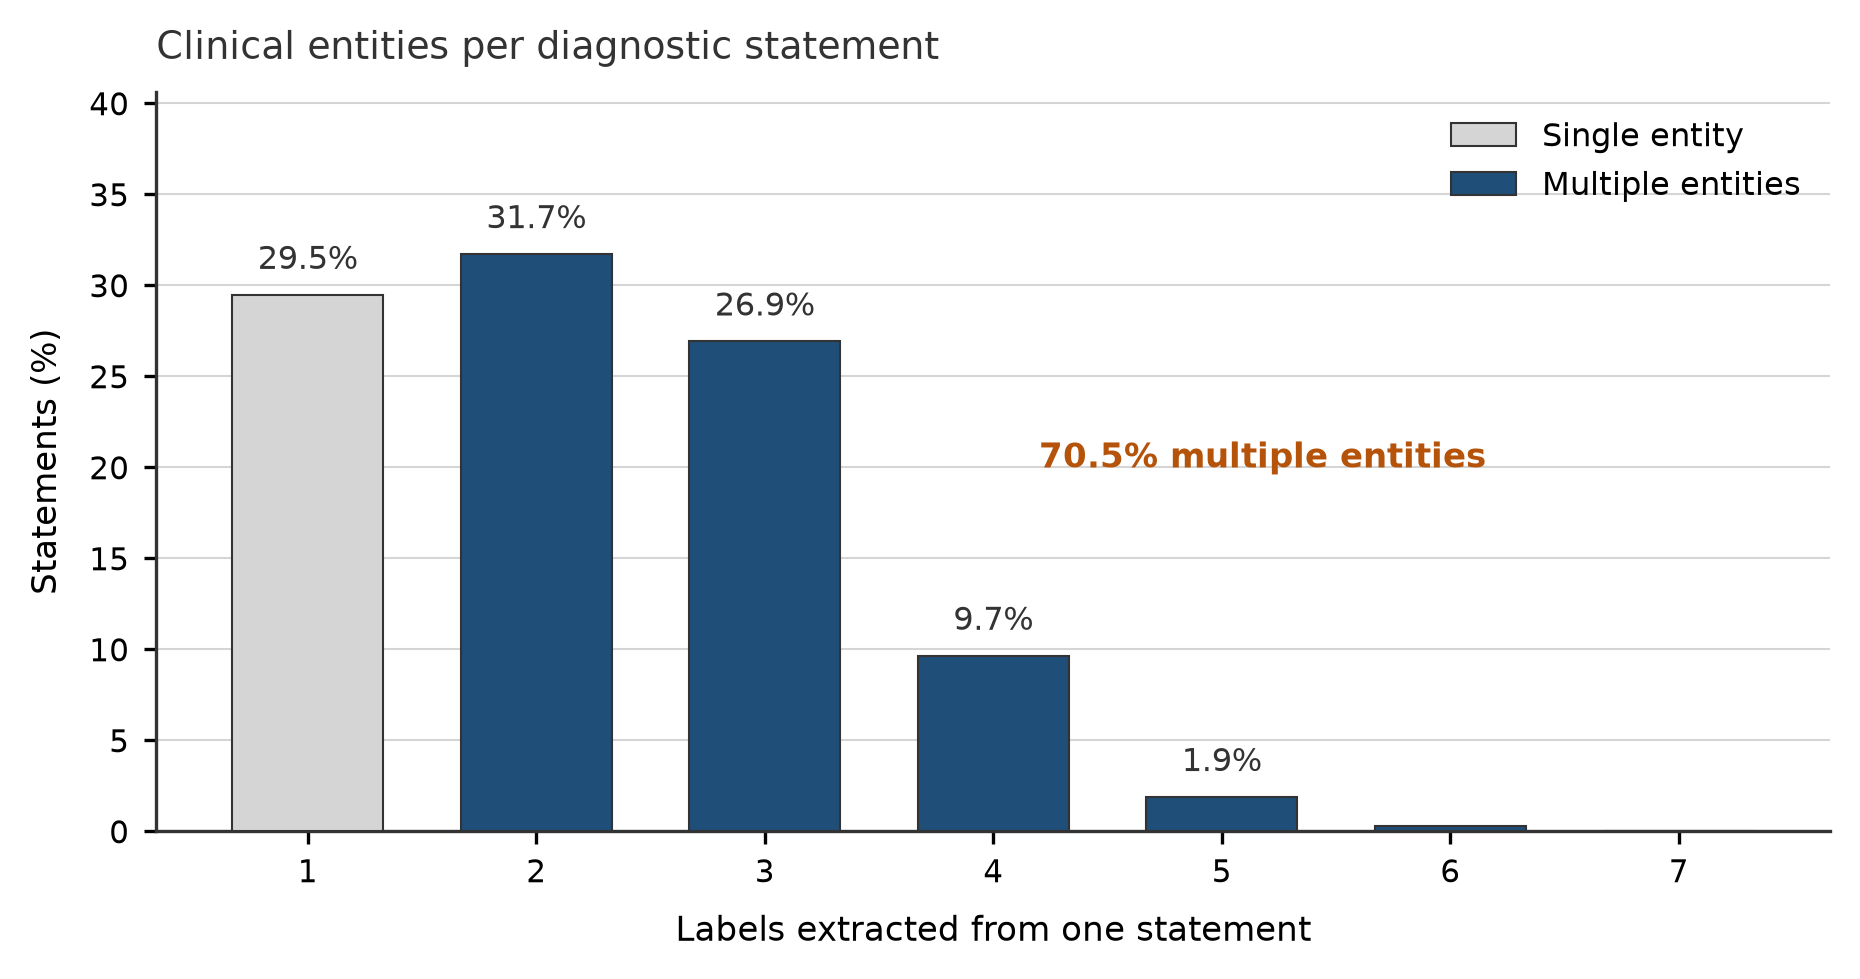 Clinical entities per diagnostic statement
40
35
30
25
20
15
10
5
0
Statements (%)
Single entity
Multiple entities
29.5%
31.7%
26.9%
9.7%
1.9%
70.5% multiple entities
1 2 3 4 5 6 7
Labels extracted from one statement